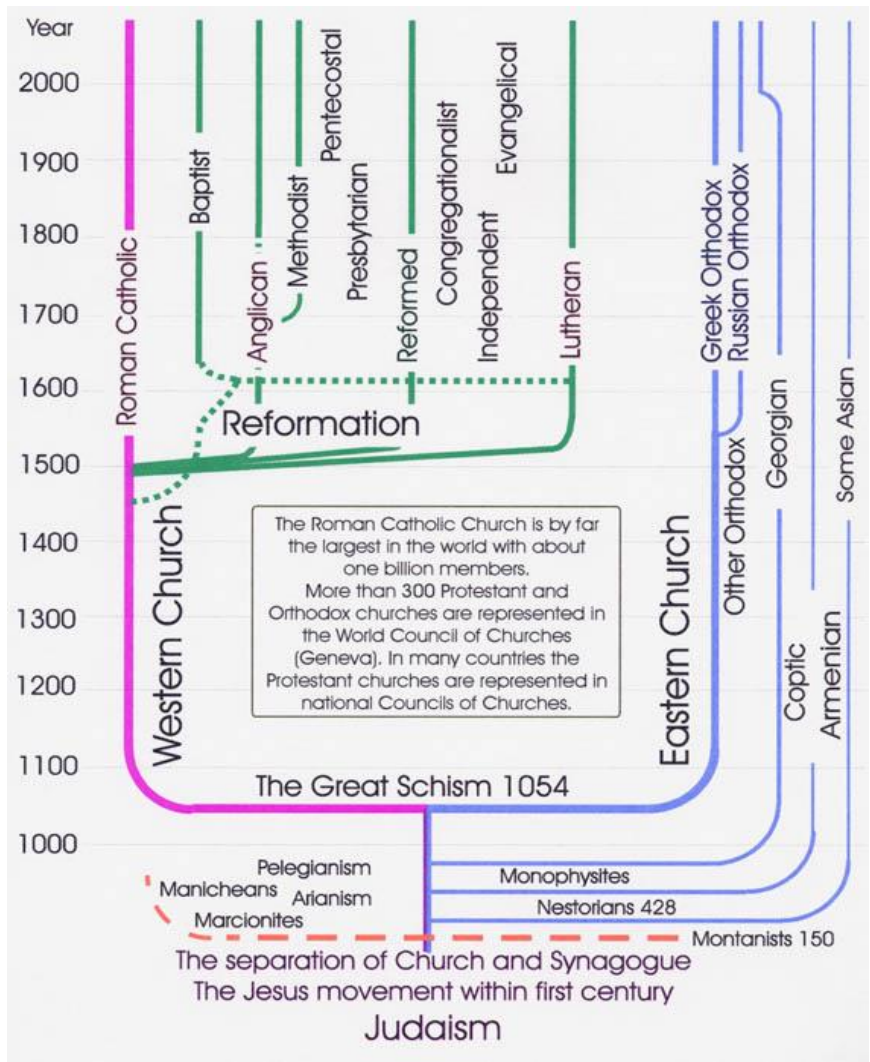 Year
2000
1900
1800
1700
1600
1500
1400
1300
1200
1100
1000
Roman Catholic
Baptist
Anglican
Methodist
Pentecostal
Presbytarian
Reformed
Congregationalist
Independent
Evangelical
Lutheran
Greek Orthodox
Russian Orthodox
Other Orthodox
Georgian
Coptic
Armenian
Some Asian
Reformation
Western Church
Eastern Church
The Roman Catholic Church is by far
the largest in the world with about
one billion members.
More than 300 Protestant and
Orthodox churches are represented in
the World Council of Churches
(Geneva). In many countries the
Protestant churches are represented in
national Councils of Churches.
The Great Schism 1054
Pelegianism
Manicheans
Arianism
Marcionites
Monophysites
Nestorians 428
Montanists 150
The separation of Church and Synagogue
The Jesus movement within first century
Judaism